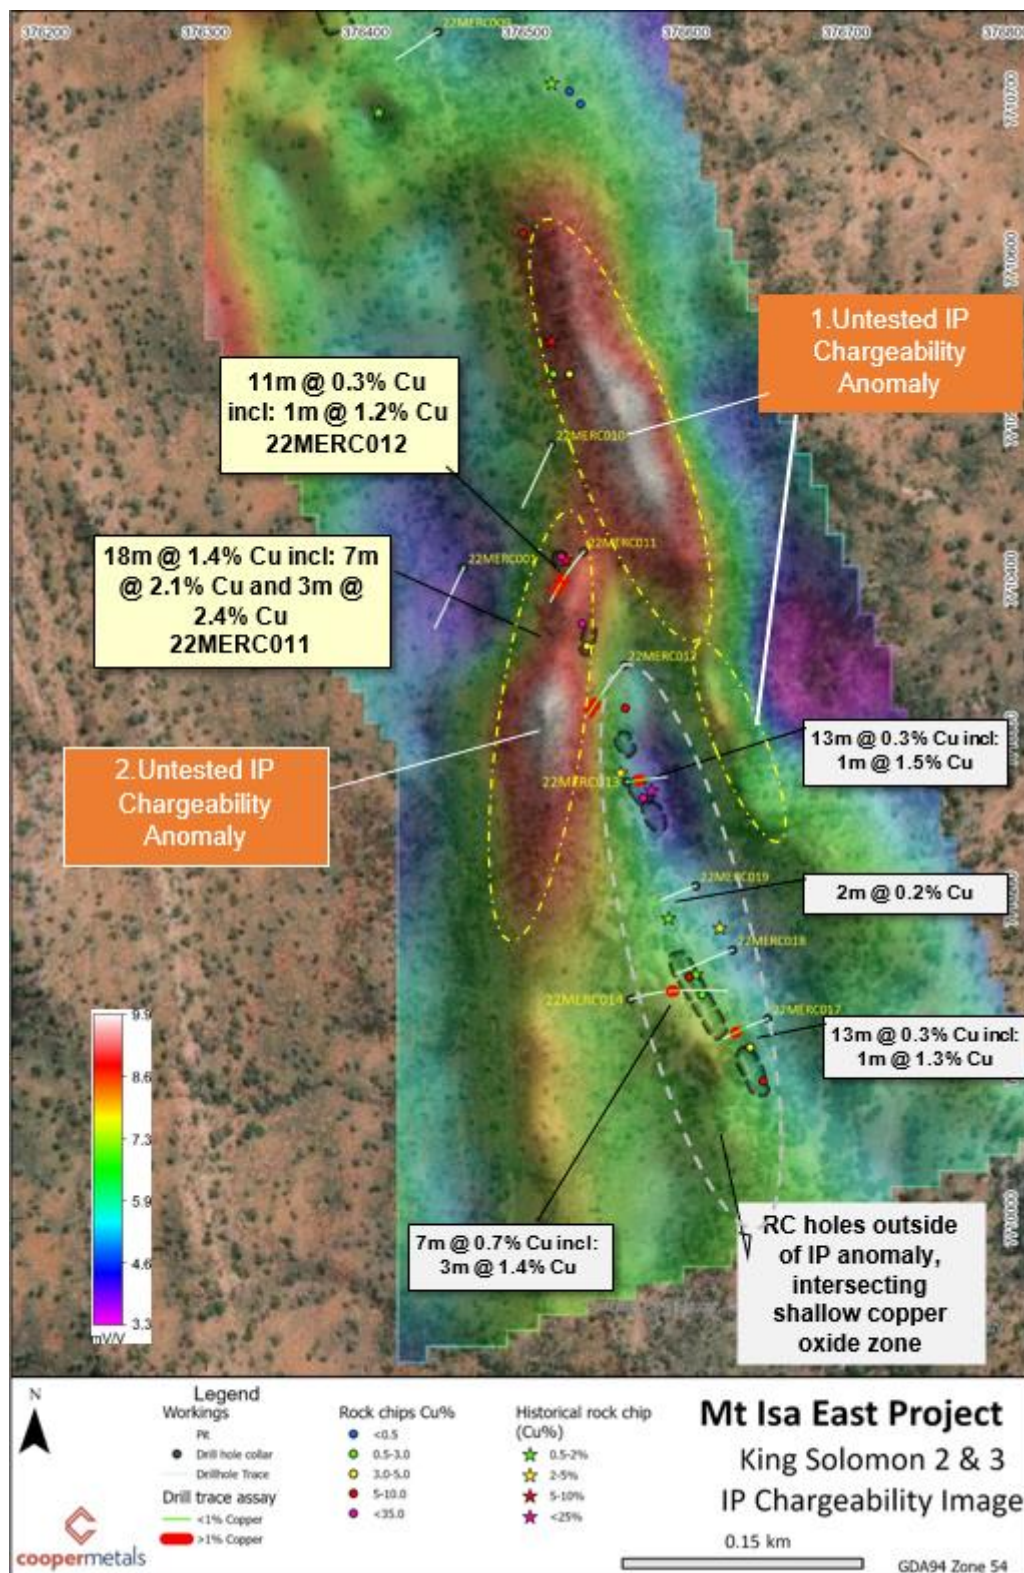 376200
376300
376400
376500
376600
376700
376800
22MERC009
7710700
7710600
1.Untested IP
Chargeability
Anomaly
11m @ 0.3% Cu
incl: 1m @ 1.2% Cu
22MERC012
22MERC010
22MERC011
22MERC001
7710400
18m @ 1.4% Cu incl: 7m
@ 2.1% Cu and 3m @
2.4% Cu
22MERC011
22MERC012
13m @ 0.3% Cu incl:
1m @ 1.5% Cu
2.Untested IP
Chargeability
Anomaly
22MERC013
22MERC019
2m @ 0.2% Cu
22MERC018
22MERC014
22MERC017
13m @ 0.3% Cu incl:
1m @ 1.3% Cu
8.6
7.3
5.9
4.6
3.3
mV/V
7710000
7m @ 0.7% Cu incl:
3m @ 1.4% Cu
RC holes outside
of IP anomaly,
intersecting
shallow copper
oxide zone
N
Legend
Workings
Pit
Drill hole collar
Drillhole Trace
Drill trace assay
<1% Copper
>1% Copper
Rock chips Cu%
<0.5
0.5-3.0
3.0-5.0
5-10.0
<35.0
Historical rock chip
(Cu%)
0.5-2%
2-5%
5-10%
<25%
Mt Isa East Project
King Solomon 2 & 3
IP Chargeability Image
0.15 km
GDA94 Zone 54
coopermetals